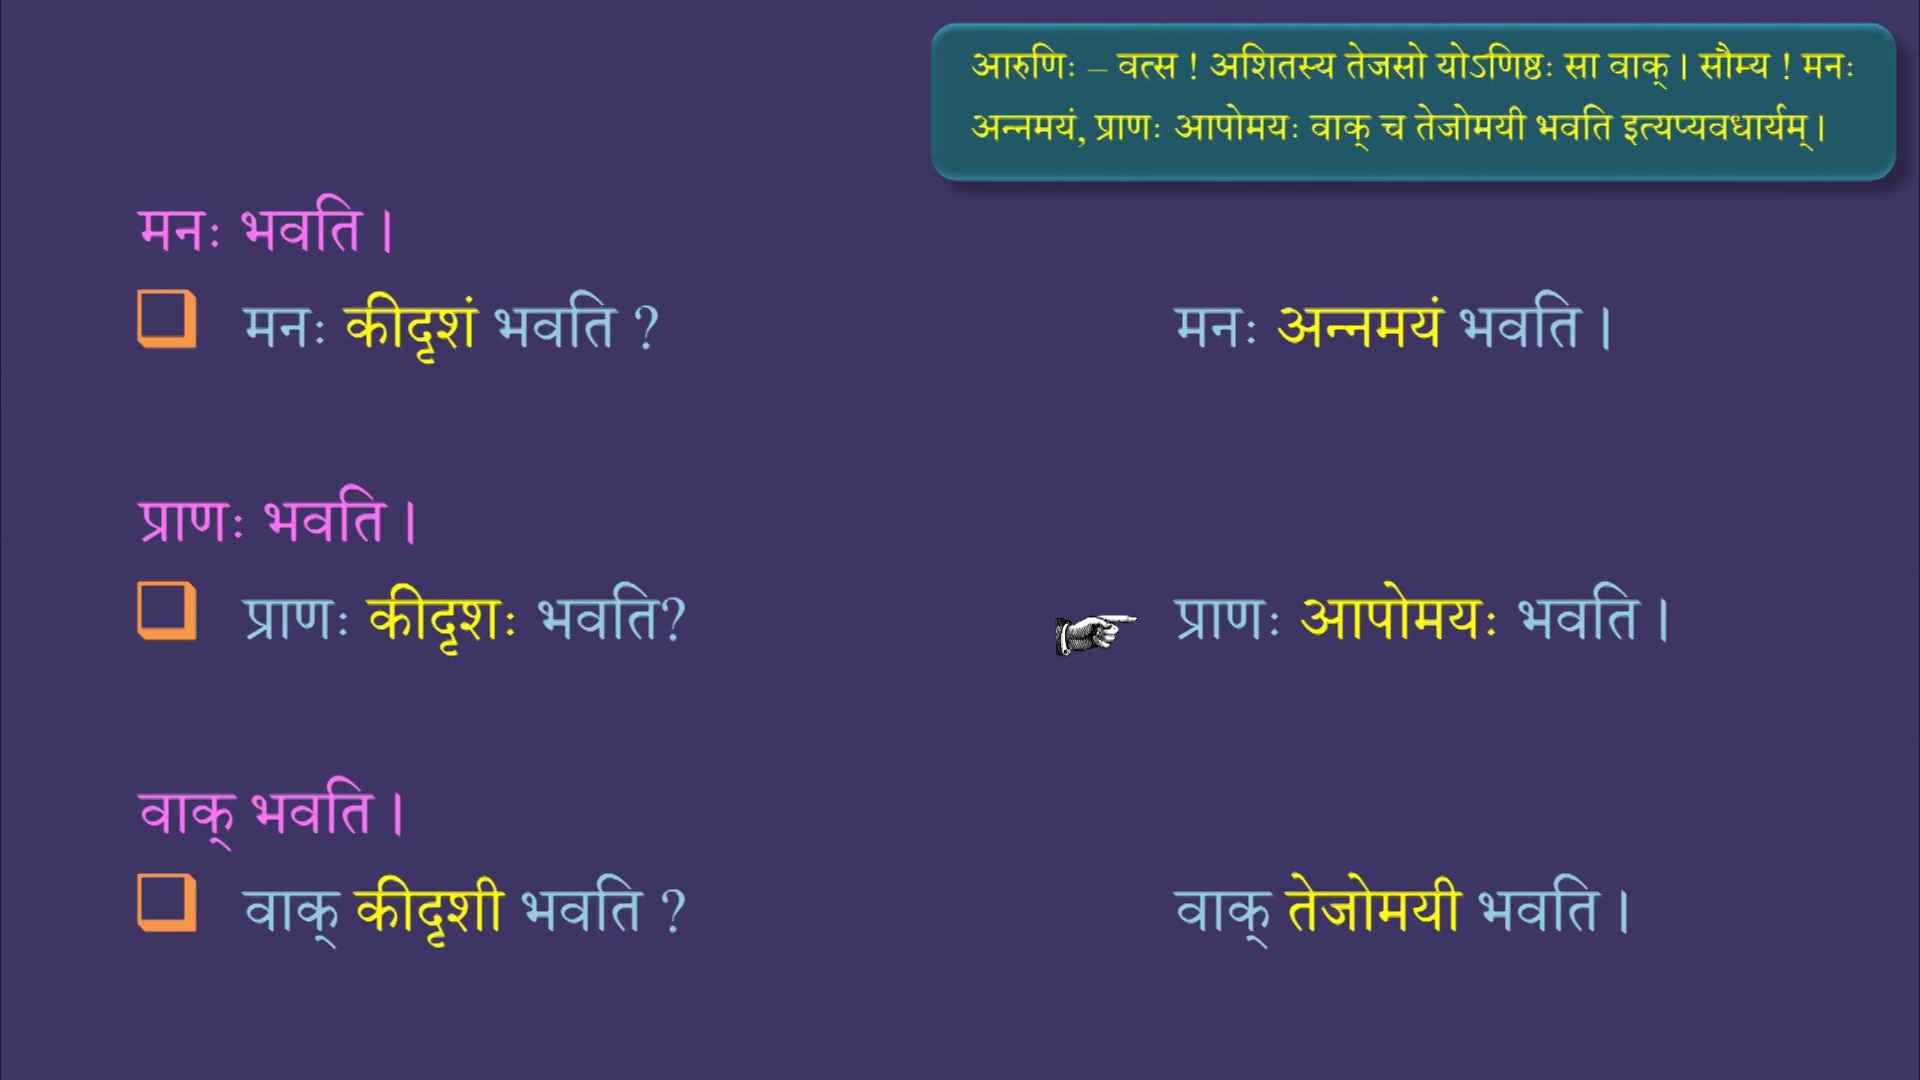 आरुणिः – वत्स ! अशितस्य तेजसो योऽणिष्ठः सा वाक् । सौम्य ! मनः
अन्नमयं, प्राणः आपोमयः वाक् च तेजोमयी भवति इत्यप्यवधार्यम् ।
मनः भवति ।
मनः कीदृशं भवति ? मनः अन्नमयं भवति ।
प्राणः भवति ।
प्राणः कीदृशः भवति? प्राणः आपोमयः भवति ।
वाक् भवति ।
वाक् कीदृशी भवति ? वाक् तेजोमयी भवति ।